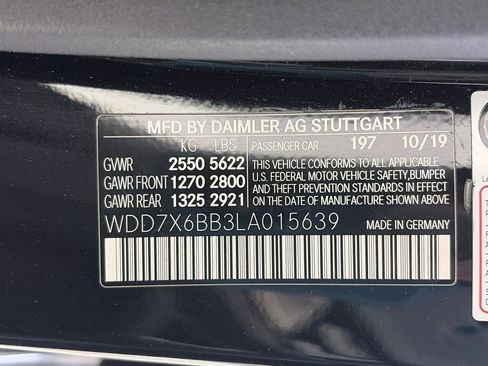 MFD BY DAIMLER AG STUTTGART
KG LBS PASSENGER CAR 197 10/19
GVWR 2550 5622
GAWR FRONT 1270 2800
GAWR REAR 1325 2921
THIS VEHICLE CONFORMS TO ALL APPLICABLE
U.S. FEDERAL MOTOR VEHICLE SAFETY,BUMPER
AND THEFT PREVENTION STANDARDS IN EFFECT
ON THE DATE OF MANUFACTURE SHOWN ABOVE.
WDD7X6BB3LA015639
MADE IN GERMANY